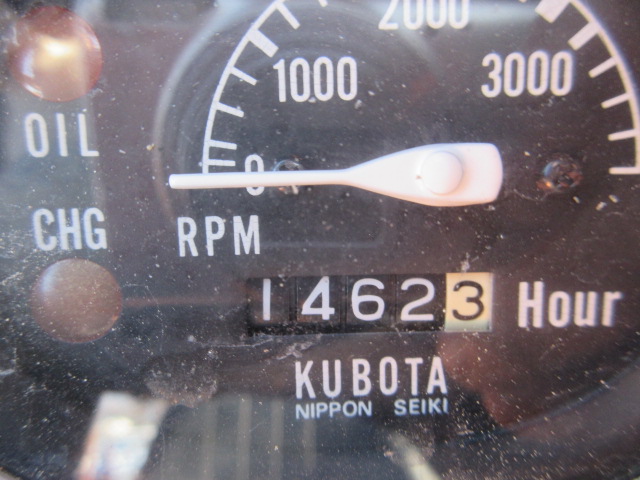 2000
1000
3000
OIL
0
CHG
RPM
14623 Hour
KUBOTA
NIPPON SEIKI